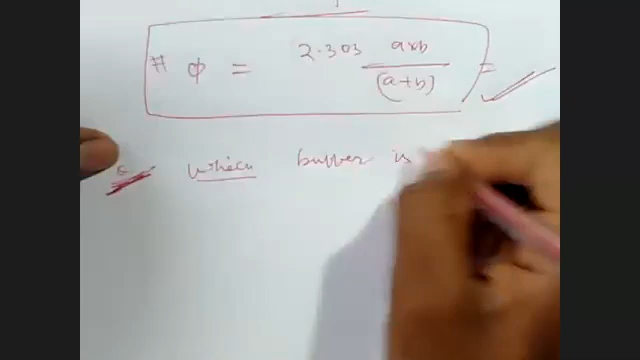 # φ = 2.303 a×b / (a+b) =
which buffer is